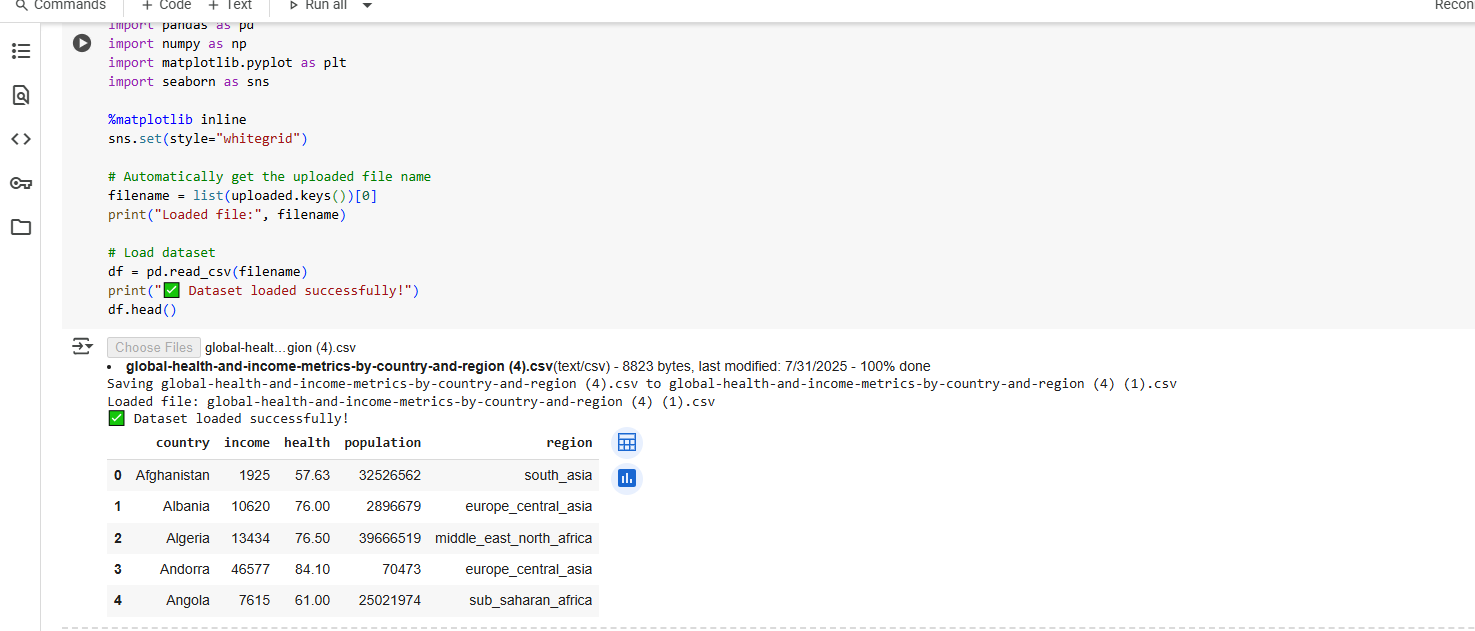 Commands + Code + Text Run all Recon
import pandas as pd
import numpy as np
import matplotlib.pyplot as plt
import seaborn as sns
%matplotlib inline
sns.set(style="whitegrid")
# Automatically get the uploaded file name
filename = list(uploaded.keys())[0]
print("Loaded file:", filename)
# Load dataset
df = pd.read_csv(filename)
print("✅ Dataset loaded successfully!")
df.head()
Choose Files global-healt...gion (4).csv
• global-health-and-income-metrics-by-country-and-region (4).csv(text/csv) - 8823 bytes, last modified: 7/31/2025 - 100% done
Saving global-health-and-income-metrics-by-country-and-region (4).csv to global-health-and-income-metrics-by-country-and-region (4) (1).csv
Loaded file: global-health-and-income-metrics-by-country-and-region (4) (1).csv
✅ Dataset loaded successfully!
country income health population region
0 Afghanistan 1925 57.63 32526562 south_asia
1 Albania 10620 76.00 2896679 europe_central_asia
2 Algeria 13434 76.50 39666519 middle_east_north_africa
3 Andorra 46577 84.10 70473 europe_central_asia
4 Angola 7615 61.00 25021974 sub_saharan_africa